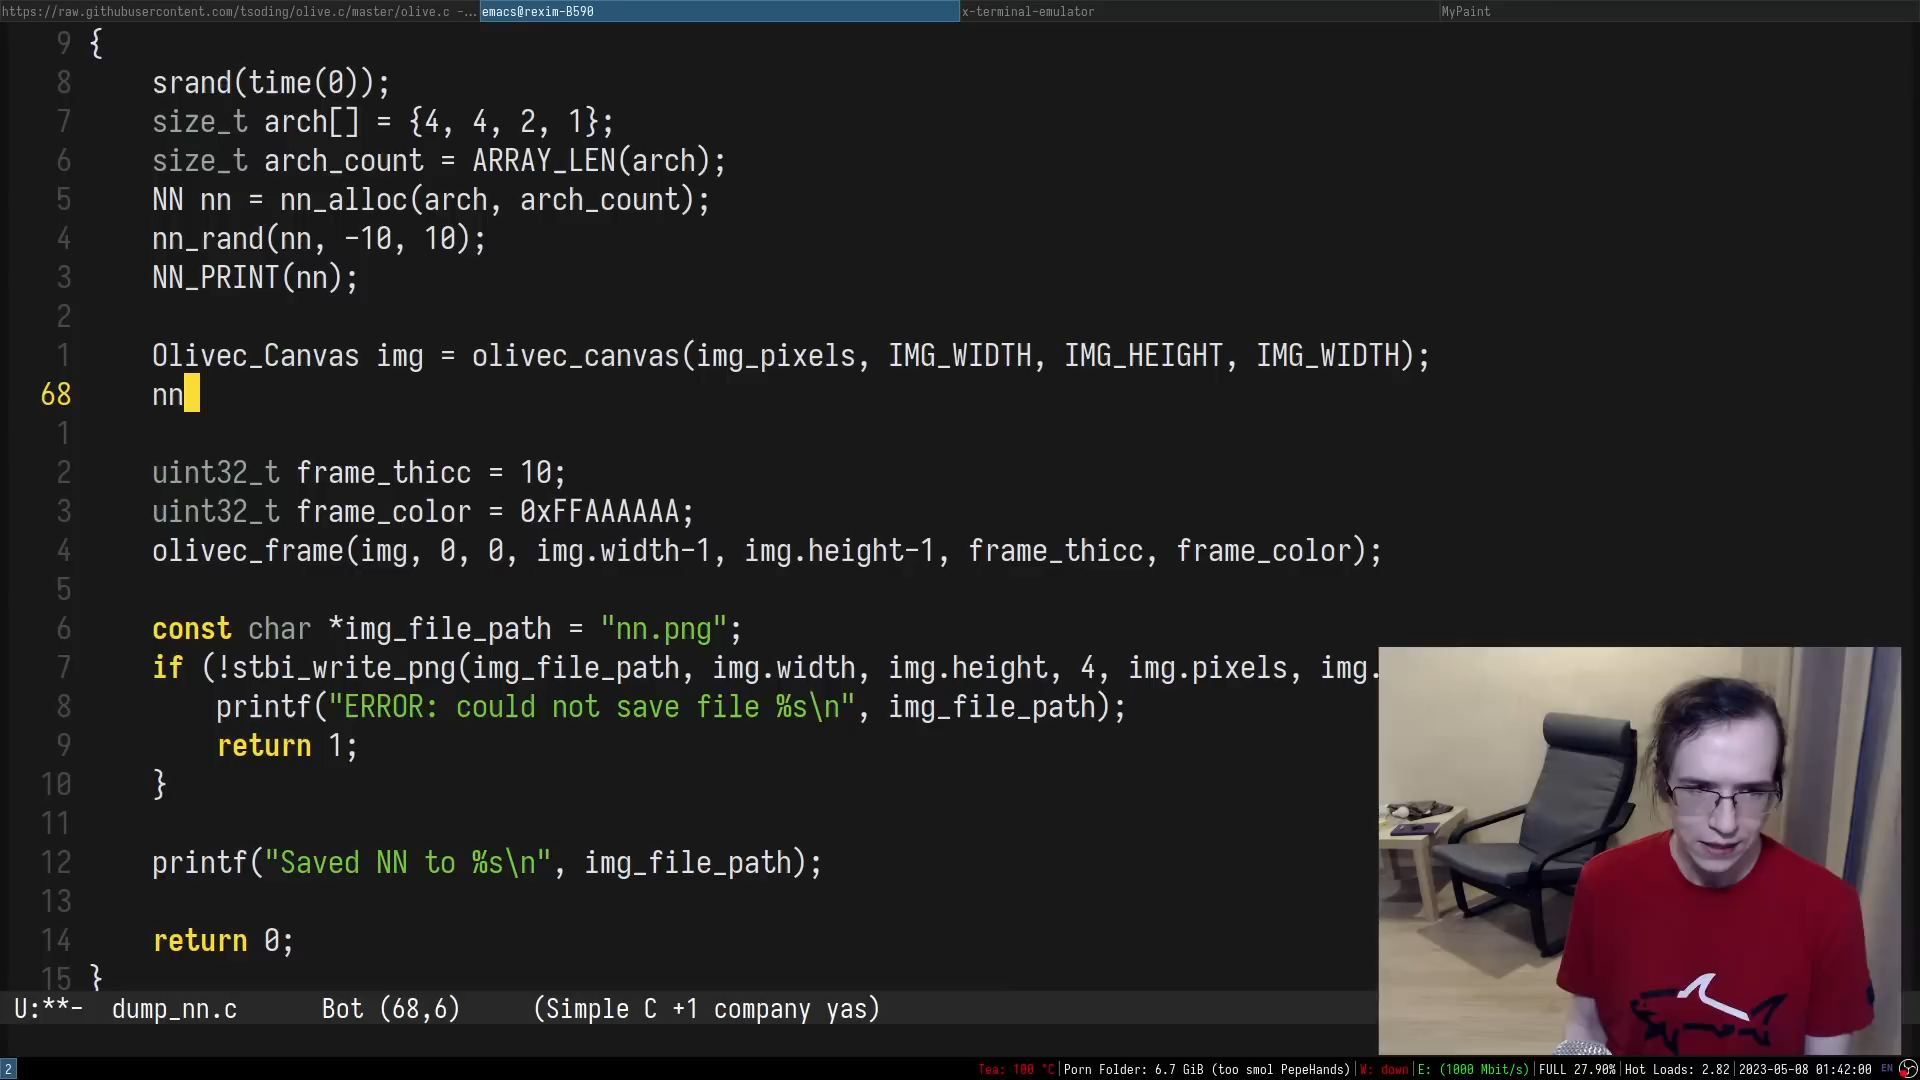 https://raw.githubusercontent.com/tsoding/olive.c/master/olive.c -... emacs@rexim-B590 x-terminal-emulator MyPaint
9 {
8 srand(time(0));
7 size_t arch[] = {4, 4, 2, 1};
6 size_t arch_count = ARRAY_LEN(arch);
5 NN nn = nn_alloc(arch, arch_count);
4 nn_rand(nn, -10, 10);
3 NN_PRINT(nn);
2
1 Olivec_Canvas img = olivec_canvas(img_pixels, IMG_WIDTH, IMG_HEIGHT, IMG_WIDTH);
68 nn
1
2 uint32_t frame_thicc = 10;
3 uint32_t frame_color = 0xFFAAAAAA;
4 olivec_frame(img, 0, 0, img.width-1, img.height-1, frame_thicc, frame_color);
5
6 const char *img_file_path = "nn.png";
7 if (!stbi_write_png(img_file_path, img.width, img.height, 4, img.pixels, img.
8 printf("ERROR: could not save file %s\n", img_file_path);
9 return 1;
10 }
11
12 printf("Saved NN to %s\n", img_file_path);
13
14 return 0;
15 }
U:**- dump_nn.c Bot (68,6) (Simple C +1 company yas)
2 Tea: 100 °C|Porn Folder: 6.7 GiB (too smol PepeHands)|W: down|E: (1000 Mbit/s)|FULL 27.90%|Hot Loads: 2.82|2023-05-08 01:42:00 EN